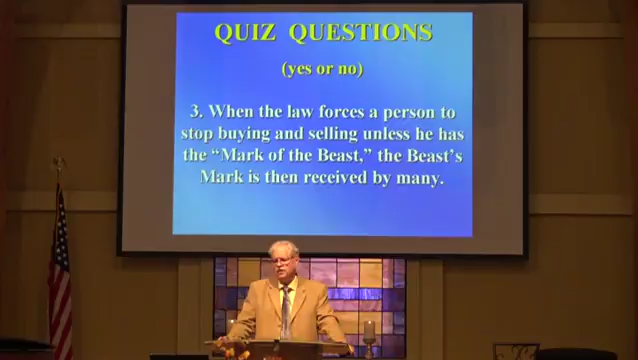 QUIZ QUESTIONS
(yes or no)
3. When the law forces a person to
stop buying and selling unless he has
the “Mark of the Beast,” the Beast’s
Mark is then received by many.